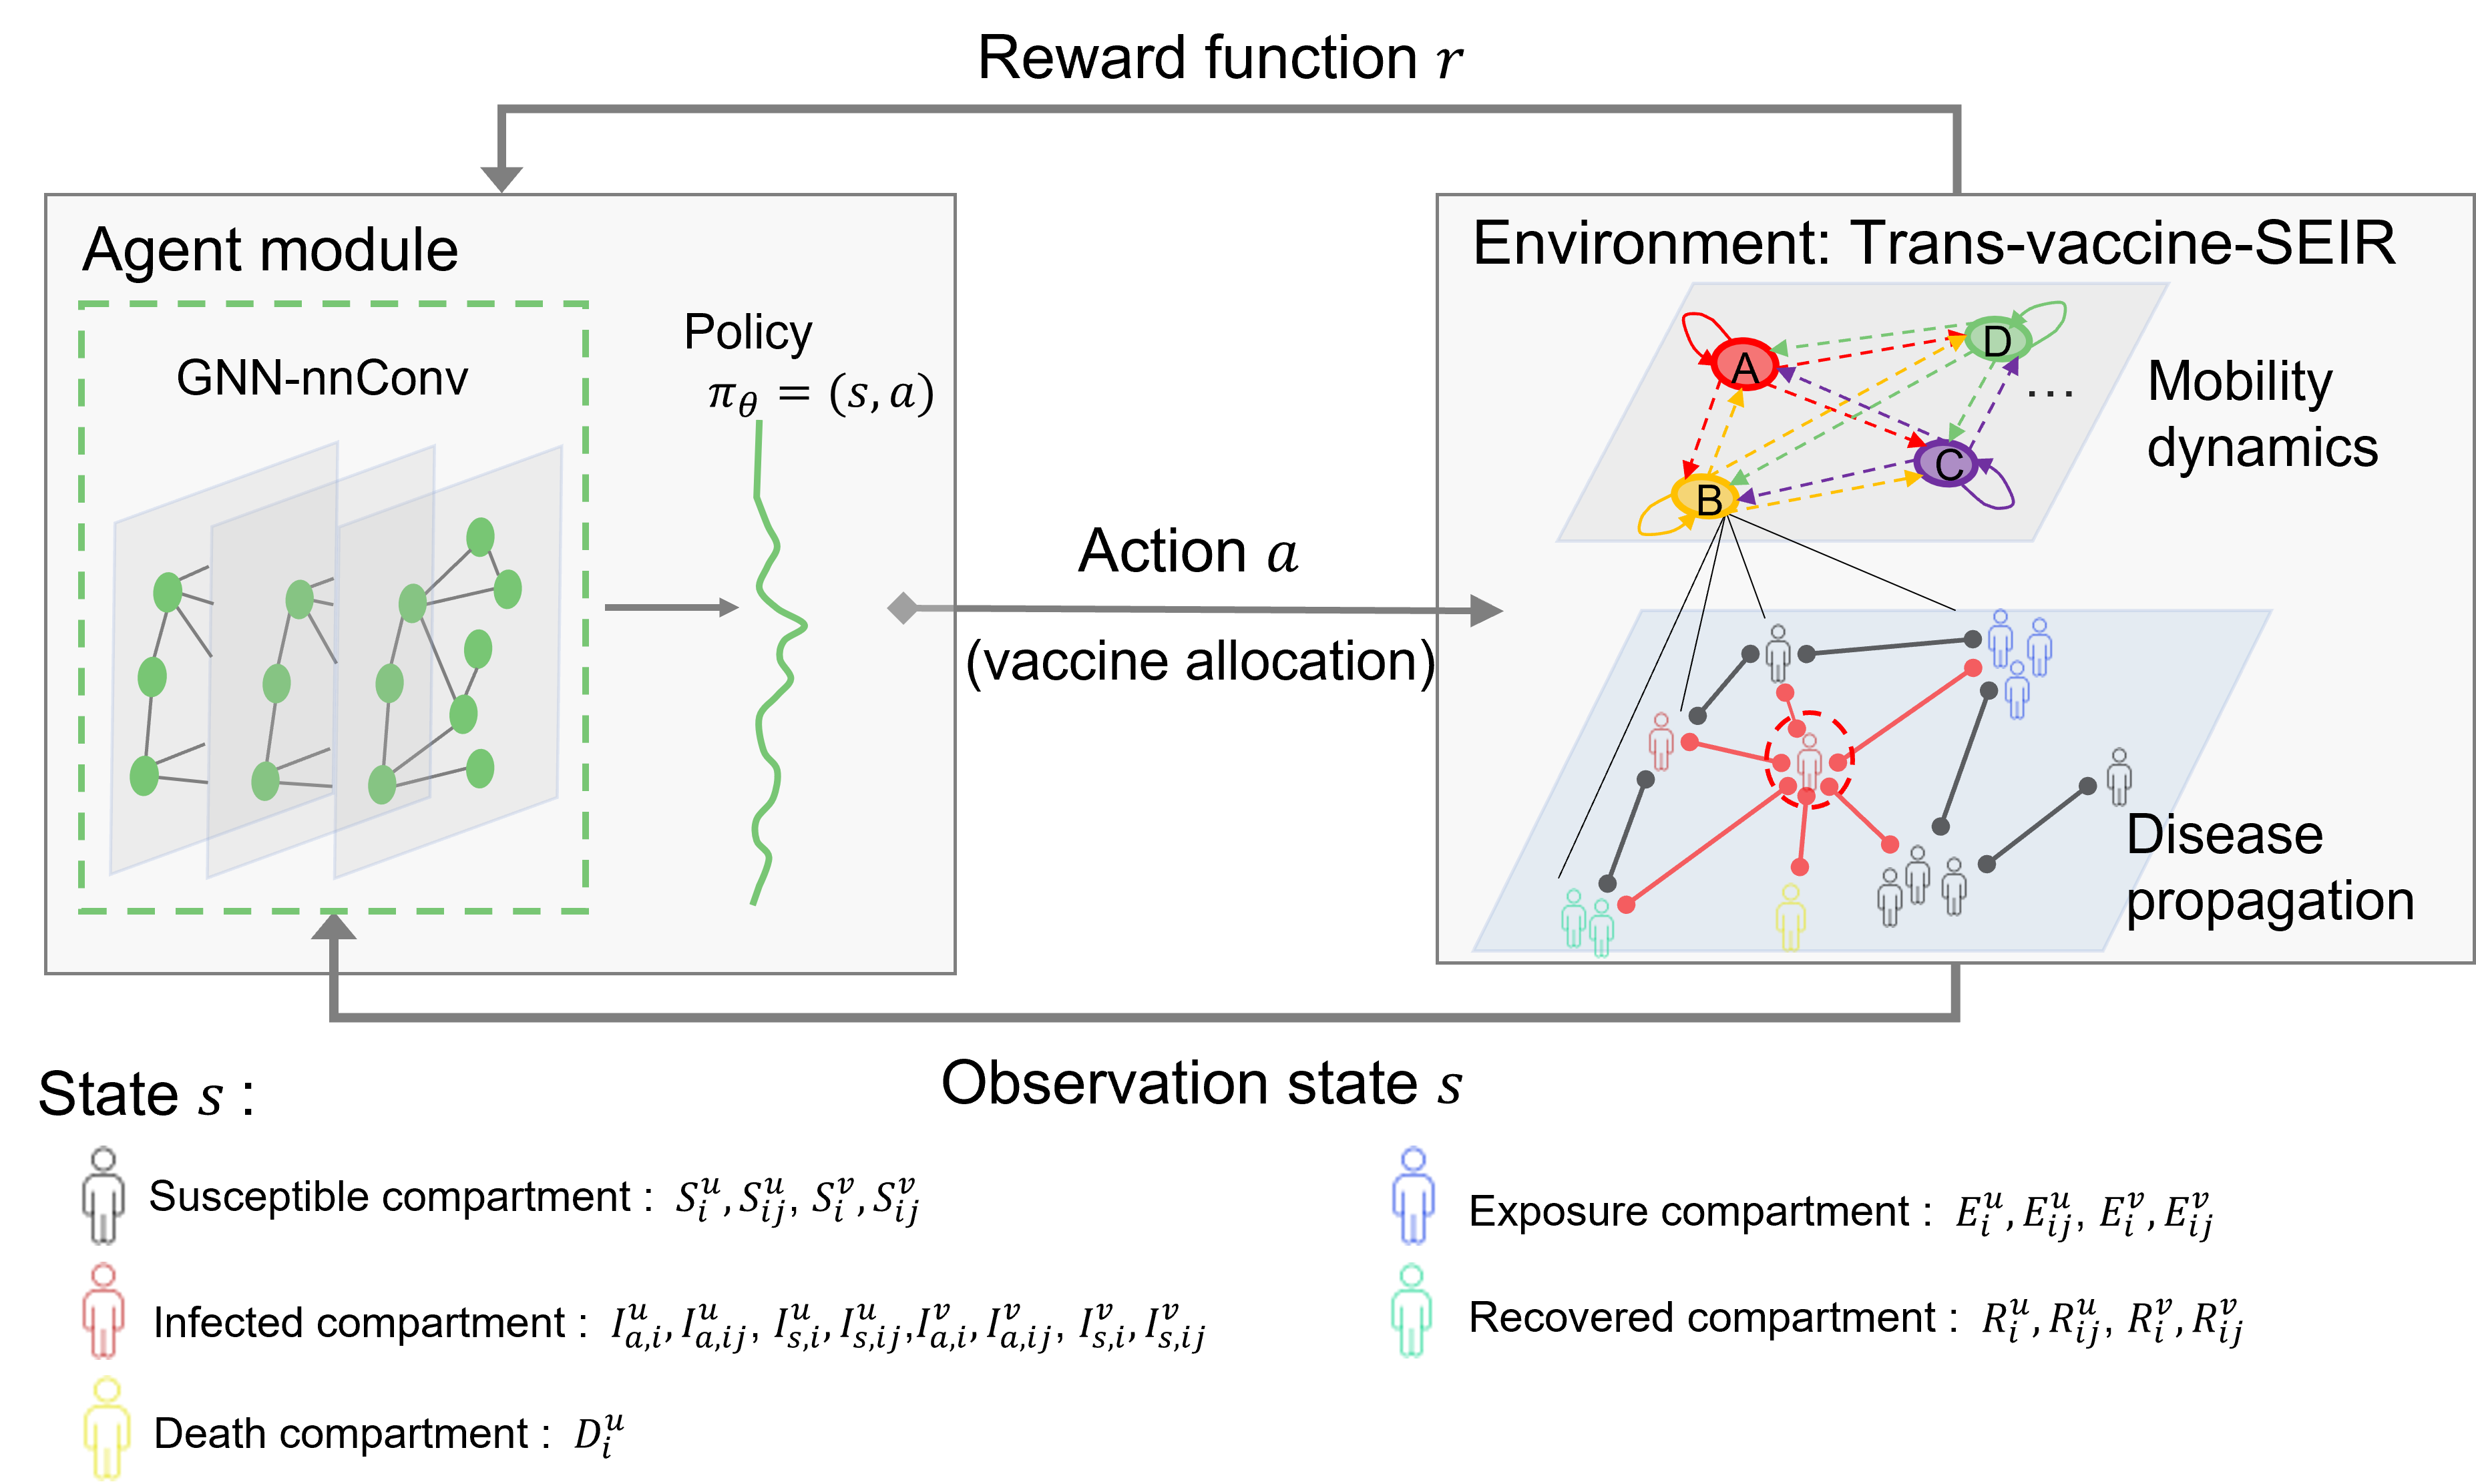 Reward function r
Agent module
GNN-nnConv
Policy
π_θ = (s, a)
Action a
(vaccine allocation)
Environment: Trans-vaccine-SEIR
A
D
B
C
...
Mobility
dynamics
Disease
propagation
Observation state s
State s :
Susceptible compartment : S_i^u, S_{ij}^u, S_i^v, S_{ij}^v
Exposure compartment : E_i^u, E_{ij}^u, E_i^v, E_{ij}^v
Infected compartment : I_{a,i}^u, I_{a,ij}^u, I_{s,i}^u, I_{s,ij}^u, I_{a,i}^v, I_{a,ij}^v, I_{s,i}^v, I_{s,ij}^v
Recovered compartment : R_i^u, R_{ij}^u, R_i^v, R_{ij}^v
Death compartment : D_i^u